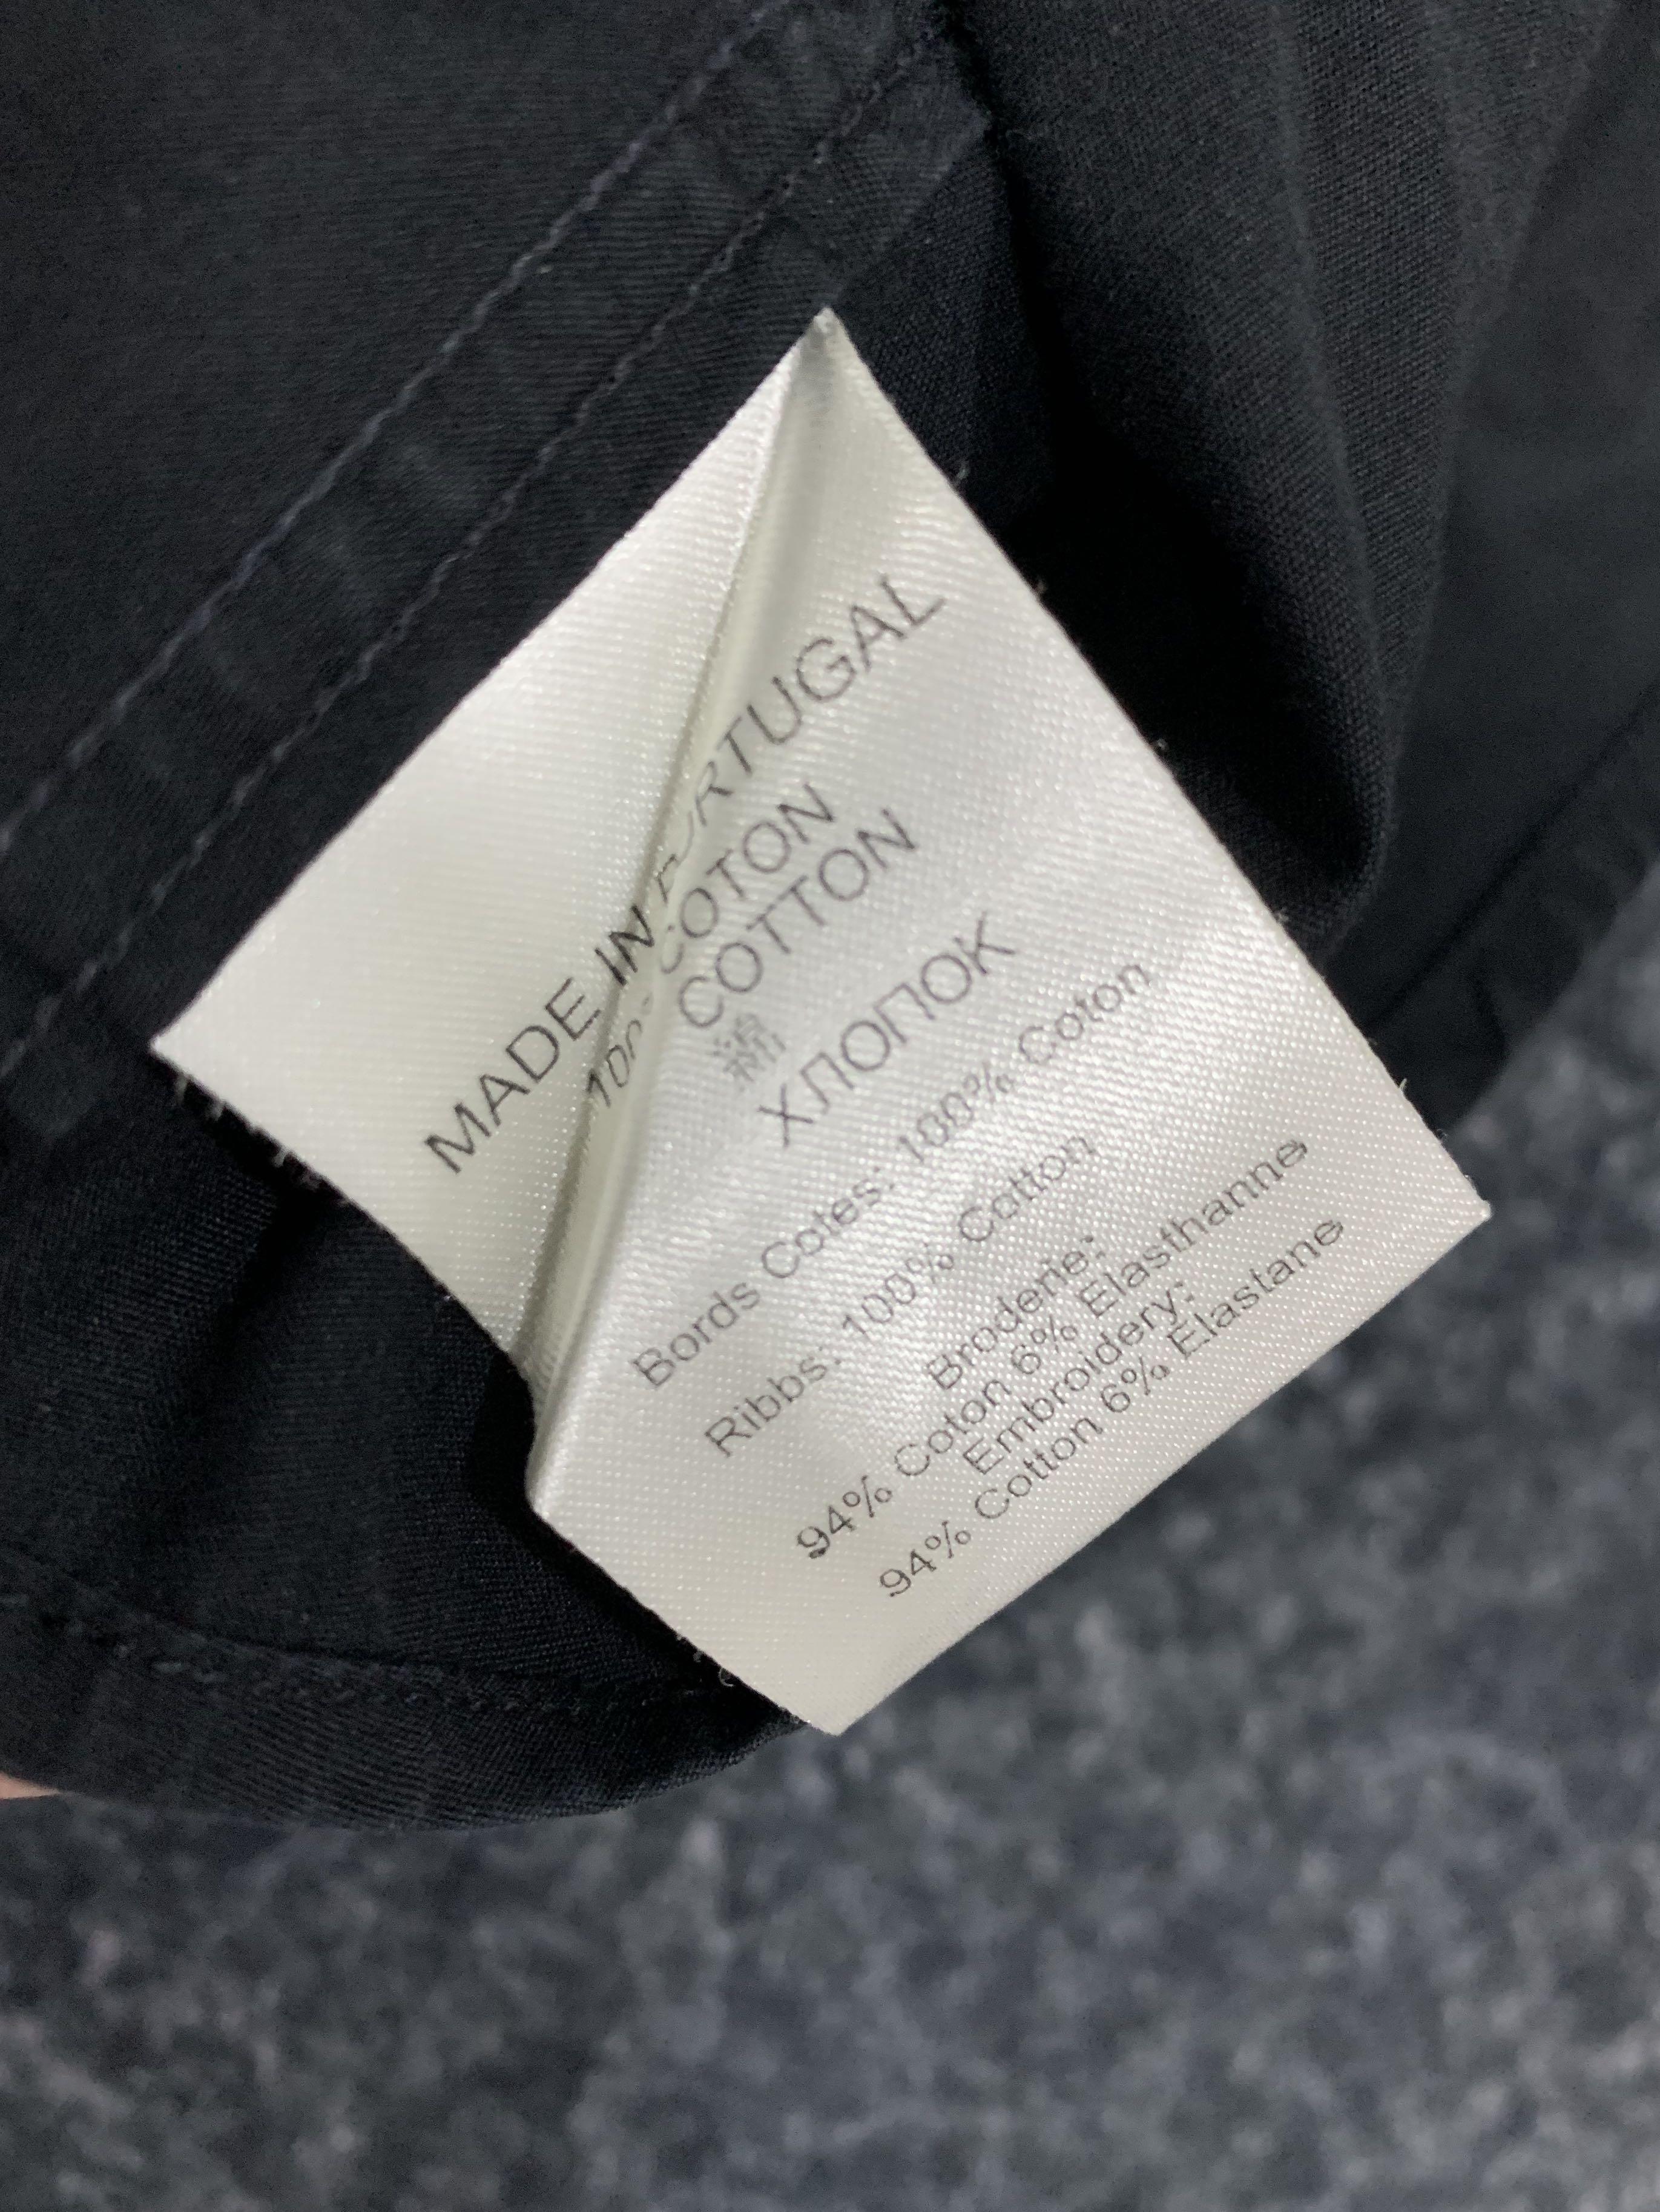 MADE IN PORTUGAL
100% COTON
COTTON
綿
ХЛОПОК
Bords Cotes: 100% Coton
Ribbs: 100% Cotton
Broderie:
94% Coton 6% Elasthanne
Embroidery:
94% Cotton 6% Elastane